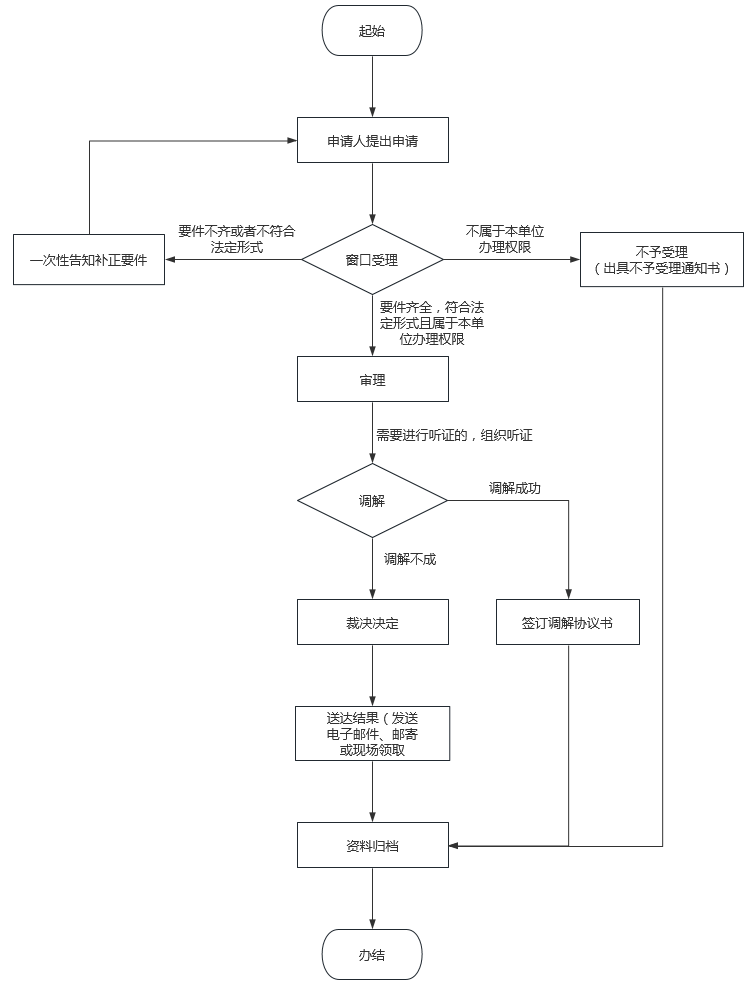 起始
申请人提出申请
要件不齐或者不符合
法定形式
不属于本单位
办理权限
一次性告知补正要件
窗口受理
不予受理
（出具不予受理通知书）
要件齐全，符合法
定形式且属于本单
位办理权限
审理
需要进行听证的，组织听证
调解
调解成功
调解不成
裁决决定
签订调解协议书
送达结果（发送
电子邮件、邮寄
或现场领取
资料归档
办结